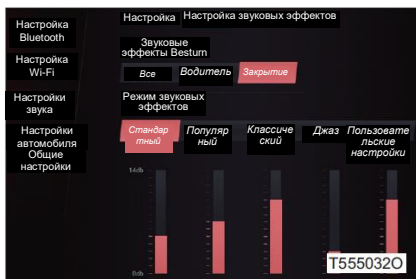 Настройка
Bluetooth
Настройка
Wi-Fi
Настройки
звука
Настройки
автомобиля
Общие
настройки
Настройка Настройка звуковых эффектов
Звуковые
эффекты Besturn
Все Водитель Закрытие
Режим звуковых
эффектов
Стандар
тный
Популяр
ный
Классиче
ский
Джаз
Пользовате
льские
настройки
14db
0db
T555032O